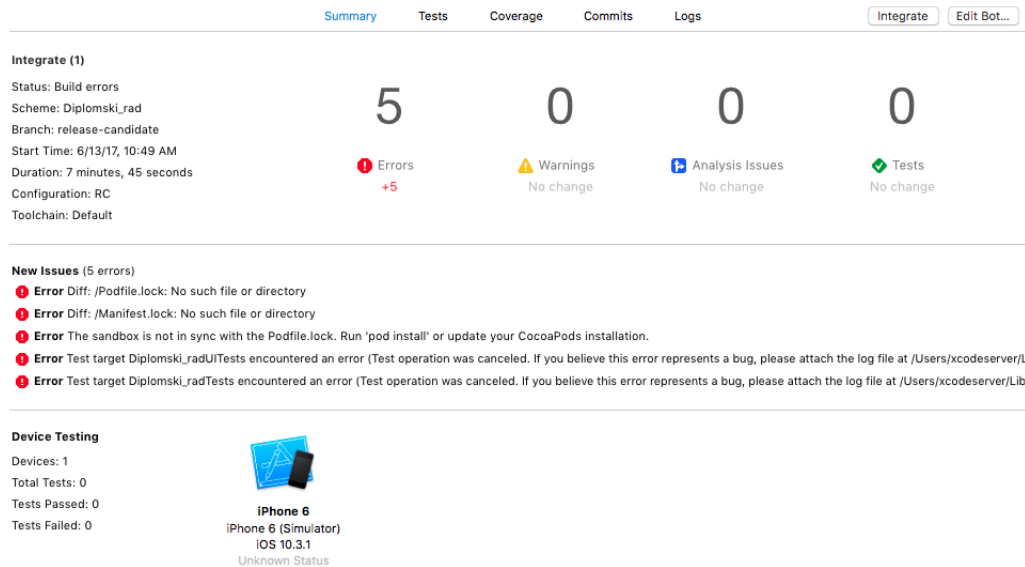 Summary Tests Coverage Commits Logs Integrate Edit Bot...
Integrate (1)
Status: Build errors
Scheme: Diplomski_rad
Branch: release-candidate
Start Time: 6/13/17, 10:49 AM
Duration: 7 minutes, 45 seconds
Configuration: RC
Toolchain: Default
5 0 0 0
Errors Warnings Analysis Issues Tests
+5 No change No change No change
New Issues (5 errors)
Error Diff: /Podfile.lock: No such file or directory
Error Diff: /Manifest.lock: No such file or directory
Error The sandbox is not in sync with the Podfile.lock. Run 'pod install' or update your CocoaPods installation.
Error Test target Diplomski_radUITests encountered an error (Test operation was canceled. If you believe this error represents a bug, please attach the log file at /Users/xcodeserver/L
Error Test target Diplomski_radTests encountered an error (Test operation was canceled. If you believe this error represents a bug, please attach the log file at /Users/xcodeserver/Lib
Device Testing
Devices: 1
Total Tests: 0
Tests Passed: 0
Tests Failed: 0
iPhone 6
iPhone 6 (Simulator)
iOS 10.3.1
Unknown Status